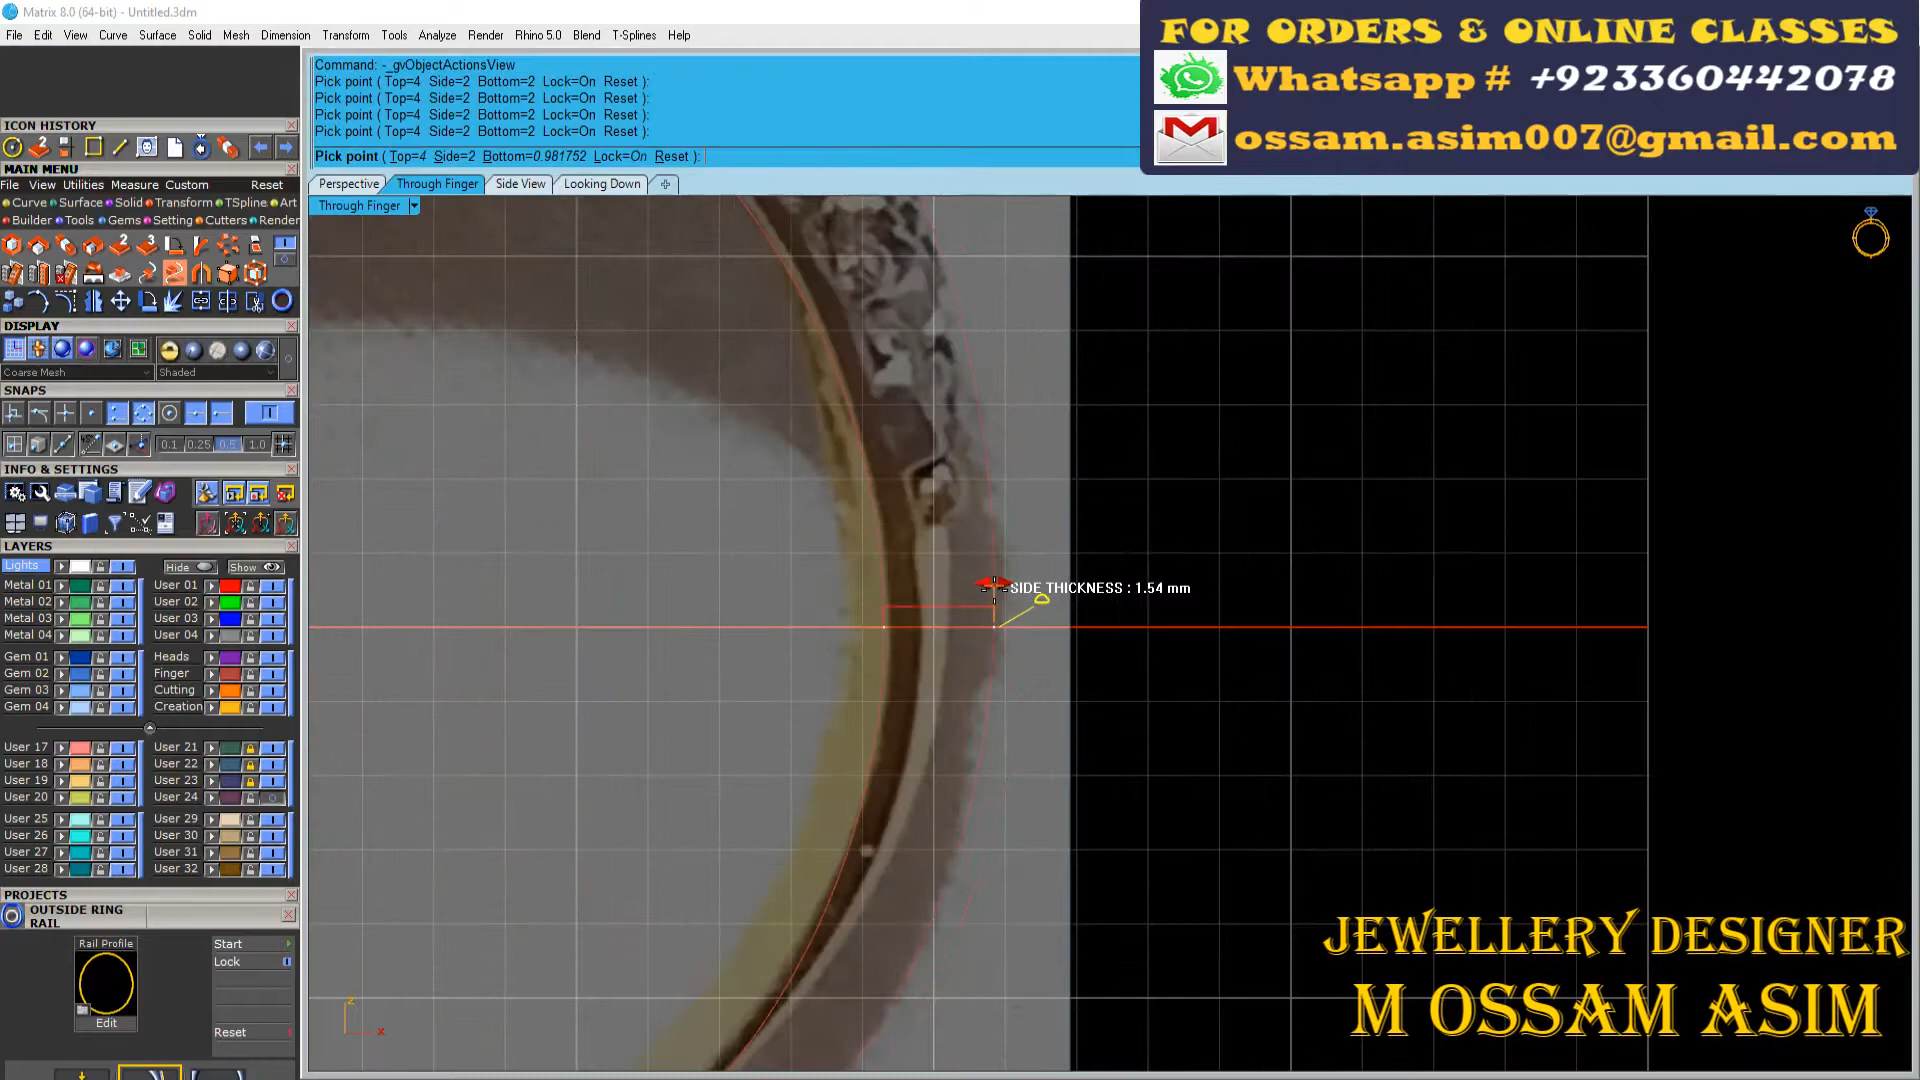 Matrix 8.0 (64-bit) - Untitled.3dm
File Edit View Curve Surface Solid Mesh Dimension Transform Tools Analyze Render Rhino 5.0 Blend T-Splines Help
FOR ORDERS & ONLINE CLASSES
Whatsapp # +923360442078
ossam.asim007@gmail.com
Command: -_gvObjectActionsView
Pick point ( Top=4 Side=2 Bottom=2 Lock=On Reset ):
Pick point ( Top=4 Side=2 Bottom=2 Lock=On Reset ):
Pick point ( Top=4 Side=2 Bottom=2 Lock=On Reset ):
Pick point ( Top=4 Side=2 Bottom=2 Lock=On Reset ):
Pick point ( Top=4 Side=2 Bottom=0.981752 Lock=On Reset ):
Perspective Through Finger Side View Looking Down
Through Finger
ICON HISTORY
MAIN MENU
File View Utilities Measure Custom Reset
Curve Surface Solid Transform TSpline Art
Builder Tools Gems Setting Cutters Render
DISPLAY
Coarse Mesh Shaded
SNAPS
0.1 0.25 0.5 1.0
INFO & SETTINGS
LAYERS
Lights Hide Show
Metal 01 User 01
Metal 02 User 02
Metal 03 User 03
Metal 04 User 04
Gem 01 Heads
Gem 02 Finger
Gem 03 Cutting
Gem 04 Creation
User 17 User 21
User 18 User 22
User 19 User 23
User 20 User 24
User 25 User 29
User 26 User 30
User 27 User 31
User 28 User 32
PROJECTS
OUTSIDE RING
RAIL
Rail Profile
Edit
Start
Lock
Reset
SIDE THICKNESS : 1.54 mm
z
x
JEWELLERY DESIGNER
M OSSAM ASIM